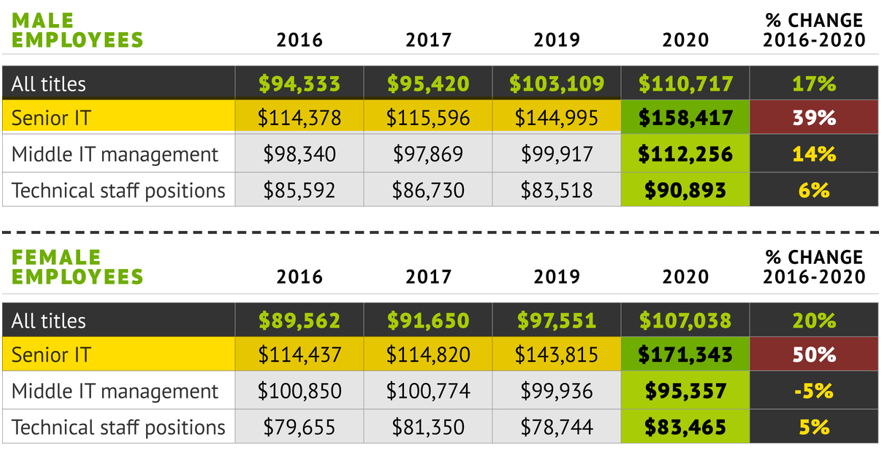 MALE
EMPLOYEES 2016 2017 2019 2020 % CHANGE
2016-2020
All titles $94,333 $95,420 $103,109 $110,717 17%
Senior IT $114,378 $115,596 $144,995 $158,417 39%
Middle IT management $98,340 $97,869 $99,917 $112,256 14%
Technical staff positions $85,592 $86,730 $83,518 $90,893 6%
FEMALE
EMPLOYEES 2016 2017 2019 2020 % CHANGE
2016-2020
All titles $89,562 $91,650 $97,551 $107,038 20%
Senior IT $114,437 $114,820 $143,815 $171,343 50%
Middle IT management $100,850 $100,774 $99,936 $95,357 -5%
Technical staff positions $79,655 $81,350 $78,744 $83,465 5%